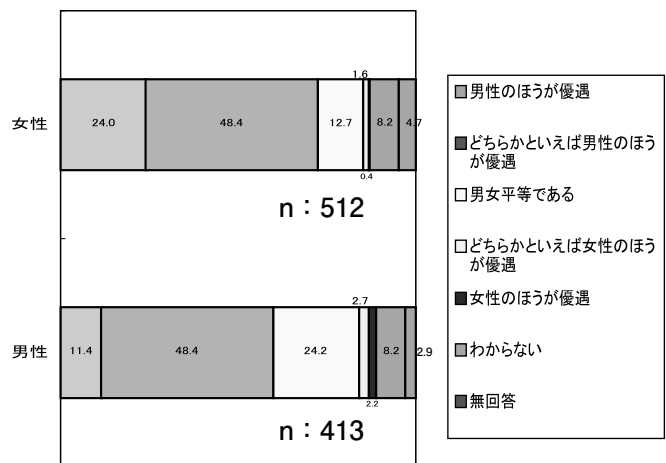 女性
24.0
48.4
12.7
1.6
0.4
8.2
4.7
n：512
男性
11.4
48.4
24.2
2.7
2.2
8.2
2.9
n：413
男性のほうが優遇
どちらかといえば男性のほう
が優遇
男女平等である
どちらかといえば女性のほう
が優遇
女性のほうが優遇
わからない
無回答